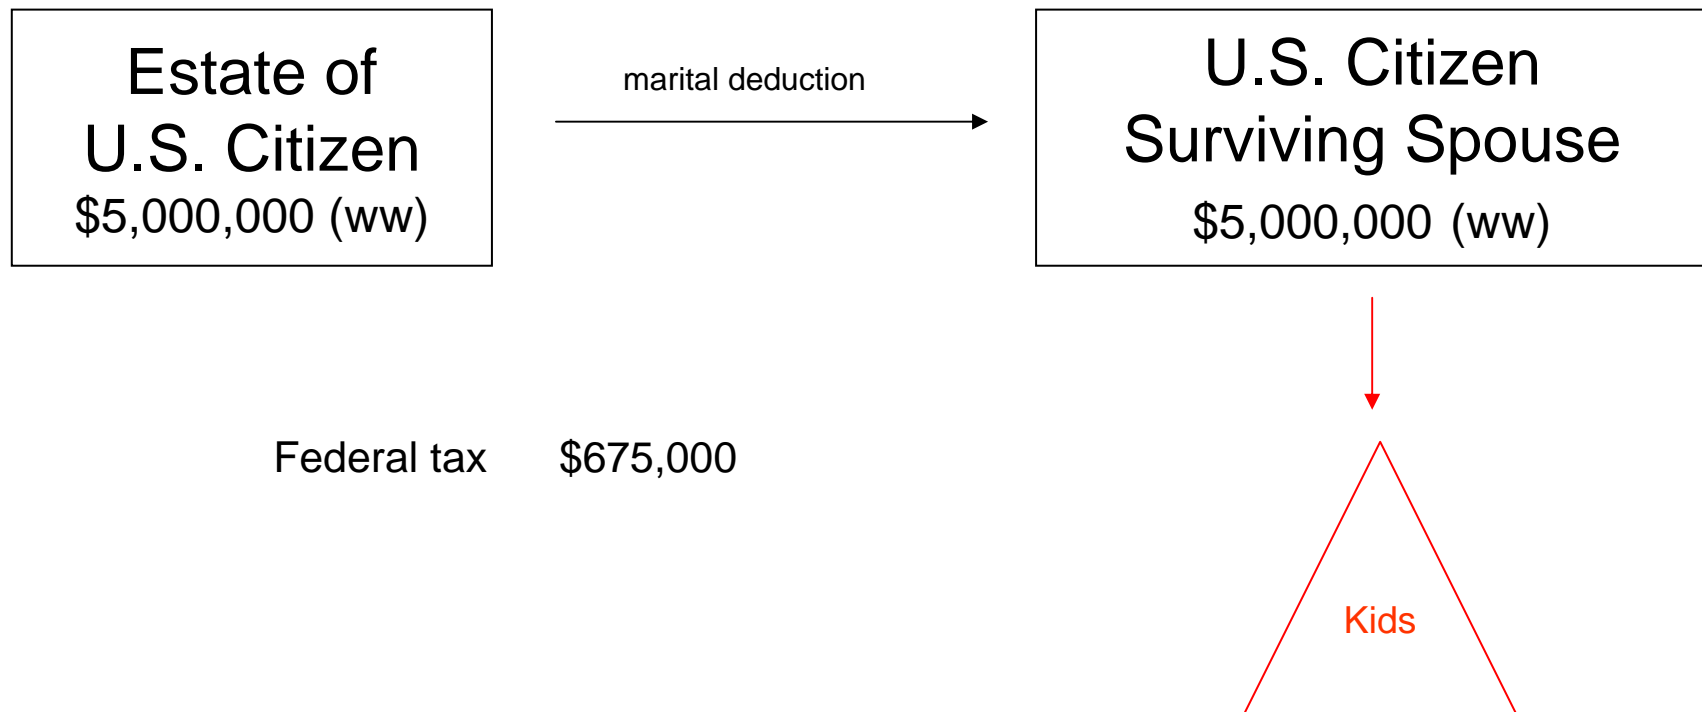 Estate of
U.S. Citizen
$5,000,000 (ww)
marital deduction
U.S. Citizen
Surviving Spouse
$5,000,000 (ww)
Federal tax $675,000
Kids